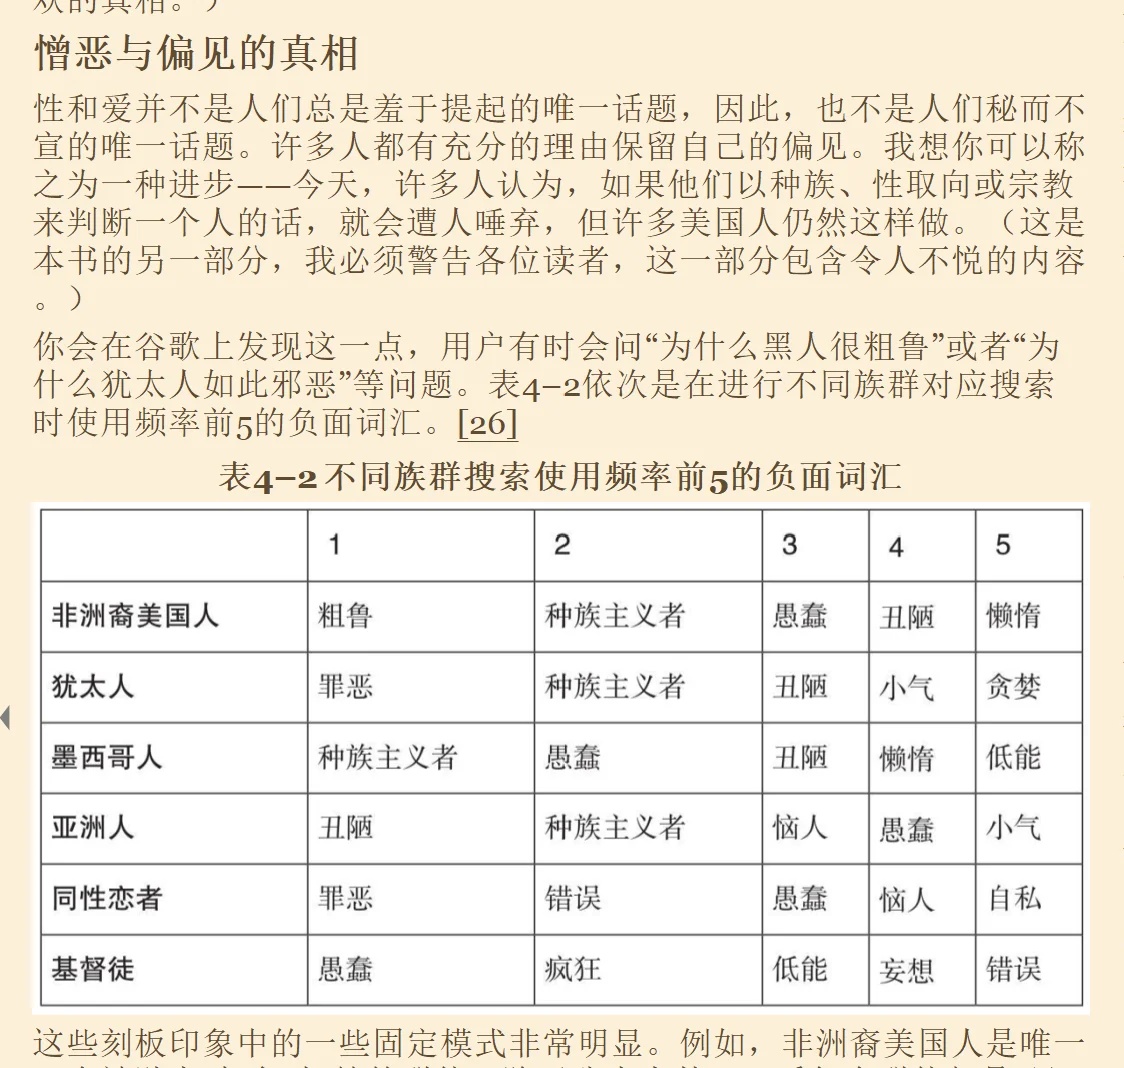 欢的真相。）
憎恶与偏见的真相
性和爱并不是人们总是羞于提起的唯一话题，因此，也不是人们秘而不
宣的唯一话题。许多人都有充分的理由保留自己的偏见。我想你可以称
之为一种进步——今天，许多人认为，如果他们以种族、性取向或宗教
来判断一个人的话，就会遭人唾弃，但许多美国人仍然这样做。（这是
本书的另一部分，我必须警告各位读者，这一部分包含令人不悦的内容
。）
你会在谷歌上发现这一点，用户有时会问“为什么黑人很粗鲁”或者“为
什么犹太人如此邪恶”等问题。表4–2依次是在进行不同族群对应搜索
时使用频率前5的负面词汇。[26]
表4–2 不同族群搜索使用频率前5的负面词汇
1 2 3 4 5
非洲裔美国人 粗鲁 种族主义者 愚蠢 丑陋 懒惰
犹太人 罪恶 种族主义者 丑陋 小气 贪婪
墨西哥人 种族主义者 愚蠢 丑陋 懒惰 低能
亚洲人 丑陋 种族主义者 恼人 愚蠢 小气
同性恋者 罪恶 错误 愚蠢 恼人 自私
基督徒 愚蠢 疯狂 低能 妄想 错误
这些刻板印象中的一些固定模式非常明显。例如，非洲裔美国人是唯一